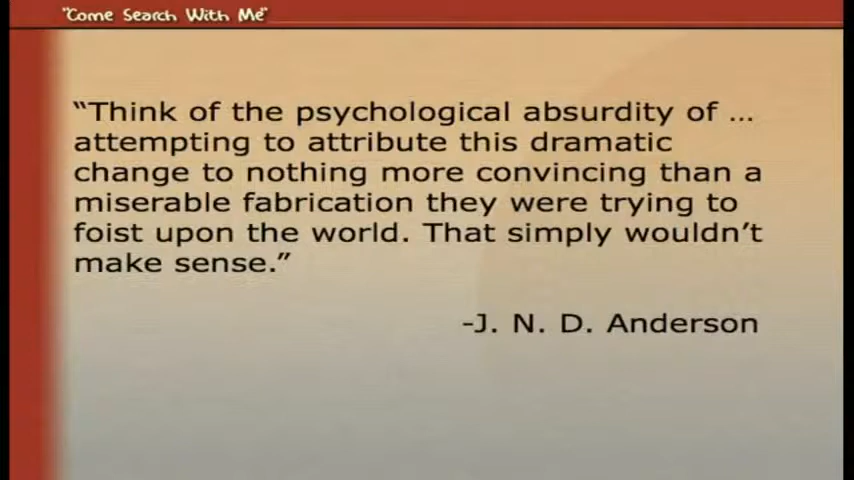 "Come Search With Me"
“Think of the psychological absurdity of ...
attempting to attribute this dramatic
change to nothing more convincing than a
miserable fabrication they were trying to
foist upon the world. That simply wouldn’t
make sense.”
-J. N. D. Anderson